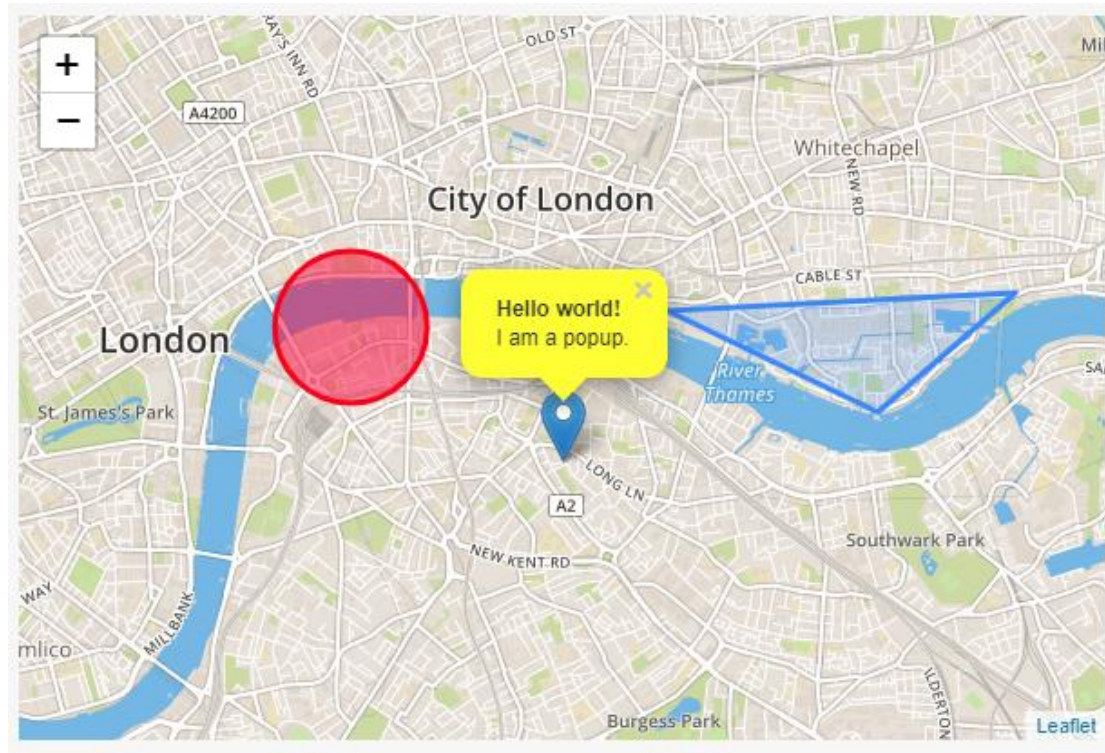 +
−
GRAY'S INN RD
OLD ST
Mil
A4200
Whitechapel
NEW RD
City of London
CABLE ST
×
Hello world!
I am a popup.
London
River
Thames
SA
St. James's Park
LONG LN
A2
Southwark Park
NEW KENT RD
WAY
MILLBANK
mlico
ILDERTON
Burgess Park
Leaflet